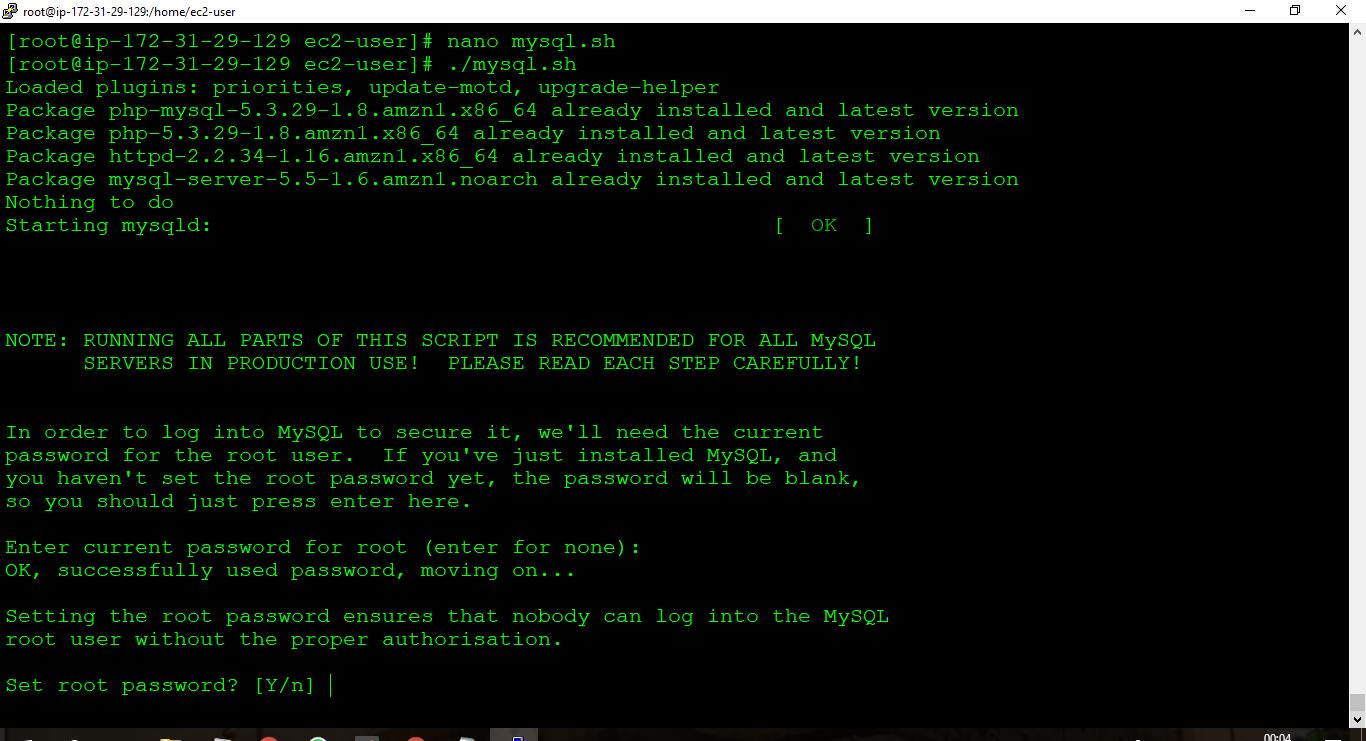 root@ip-172-31-29-129:/home/ec2-user
[root@ip-172-31-29-129 ec2-user]# nano mysql.sh
[root@ip-172-31-29-129 ec2-user]# ./mysql.sh
Loaded plugins: priorities, update-motd, upgrade-helper
Package php-mysql-5.3.29-1.8.amzn1.x86_64 already installed and latest version
Package php-5.3.29-1.8.amzn1.x86_64 already installed and latest version
Package httpd-2.2.34-1.16.amzn1.x86_64 already installed and latest version
Package mysql-server-5.5-1.6.amzn1.noarch already installed and latest version
Nothing to do
Starting mysqld: [ OK ]
NOTE: RUNNING ALL PARTS OF THIS SCRIPT IS RECOMMENDED FOR ALL MySQL
SERVERS IN PRODUCTION USE! PLEASE READ EACH STEP CAREFULLY!
In order to log into MySQL to secure it, we'll need the current
password for the root user. If you've just installed MySQL, and
you haven't set the root password yet, the password will be blank,
so you should just press enter here.
Enter current password for root (enter for none):
OK, successfully used password, moving on...
Setting the root password ensures that nobody can log into the MySQL
root user without the proper authorisation.
Set root password? [Y/n]
00:04